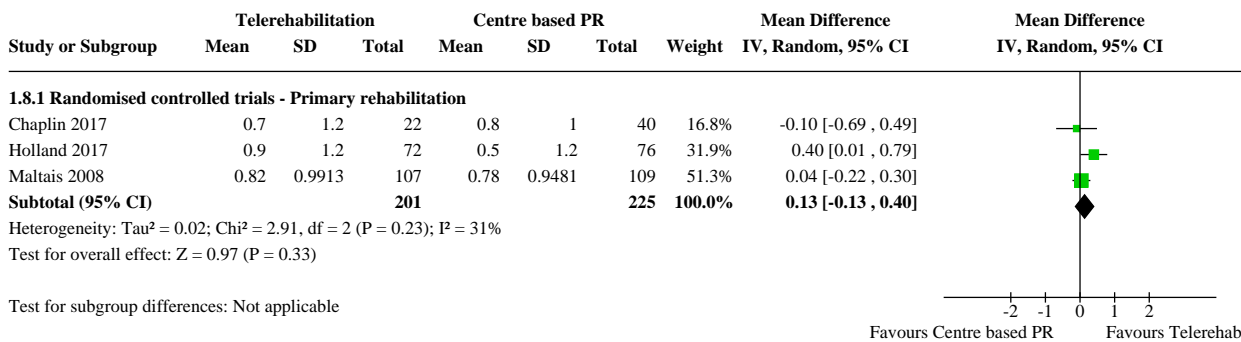 Telerehabilitation Centre based PR Mean Difference Mean Difference
Study or Subgroup Mean SD Total Mean SD Total Weight IV, Random, 95% CI IV, Random, 95% CI
1.8.1 Randomised controlled trials - Primary rehabilitation
Chaplin 2017 0.7 1.2 22 0.8 1 40 16.8% -0.10 [-0.69 , 0.49]
Holland 2017 0.9 1.2 72 0.5 1.2 76 31.9% 0.40 [0.01 , 0.79]
Maltais 2008 0.82 0.9913 107 0.78 0.9481 109 51.3% 0.04 [-0.22 , 0.30]
Subtotal (95% CI) 201 225 100.0% 0.13 [-0.13 , 0.40]
Heterogeneity: Tau² = 0.02; Chi² = 2.91, df = 2 (P = 0.23); I² = 31%
Test for overall effect: Z = 0.97 (P = 0.33)
Test for subgroup differences: Not applicable
-2 -1 0 1 2
Favours Centre based PR Favours Telerehab